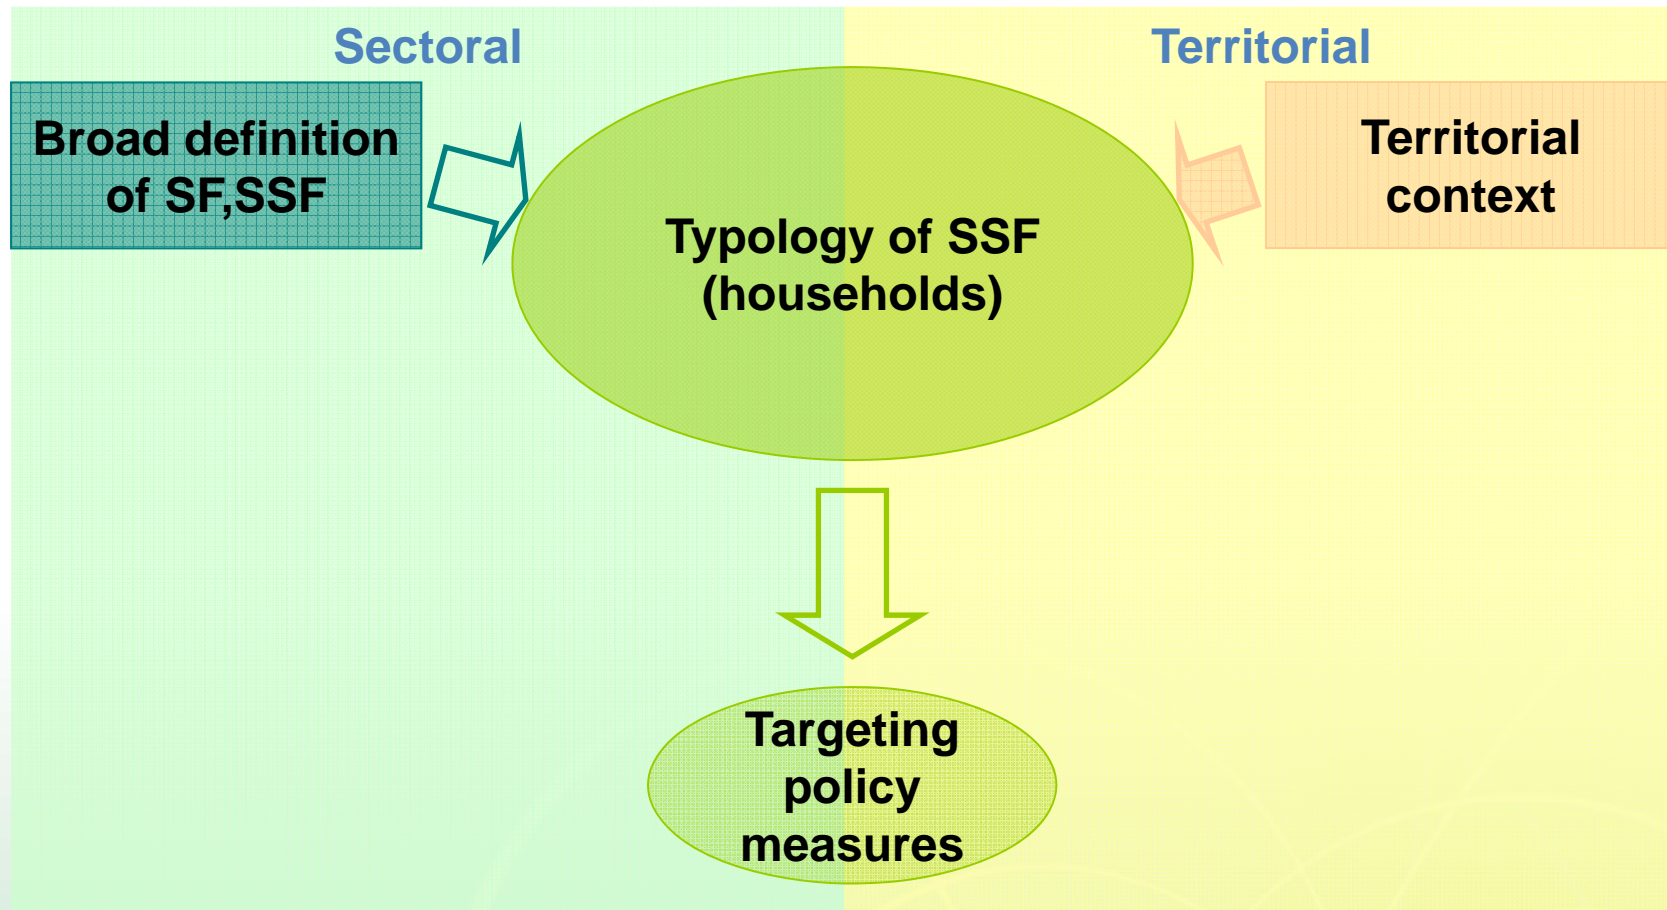 Sectoral
Territorial
Broad definition
of SF,SSF
Typology of SSF
(households)
Territorial
context
Targeting
policy
measures